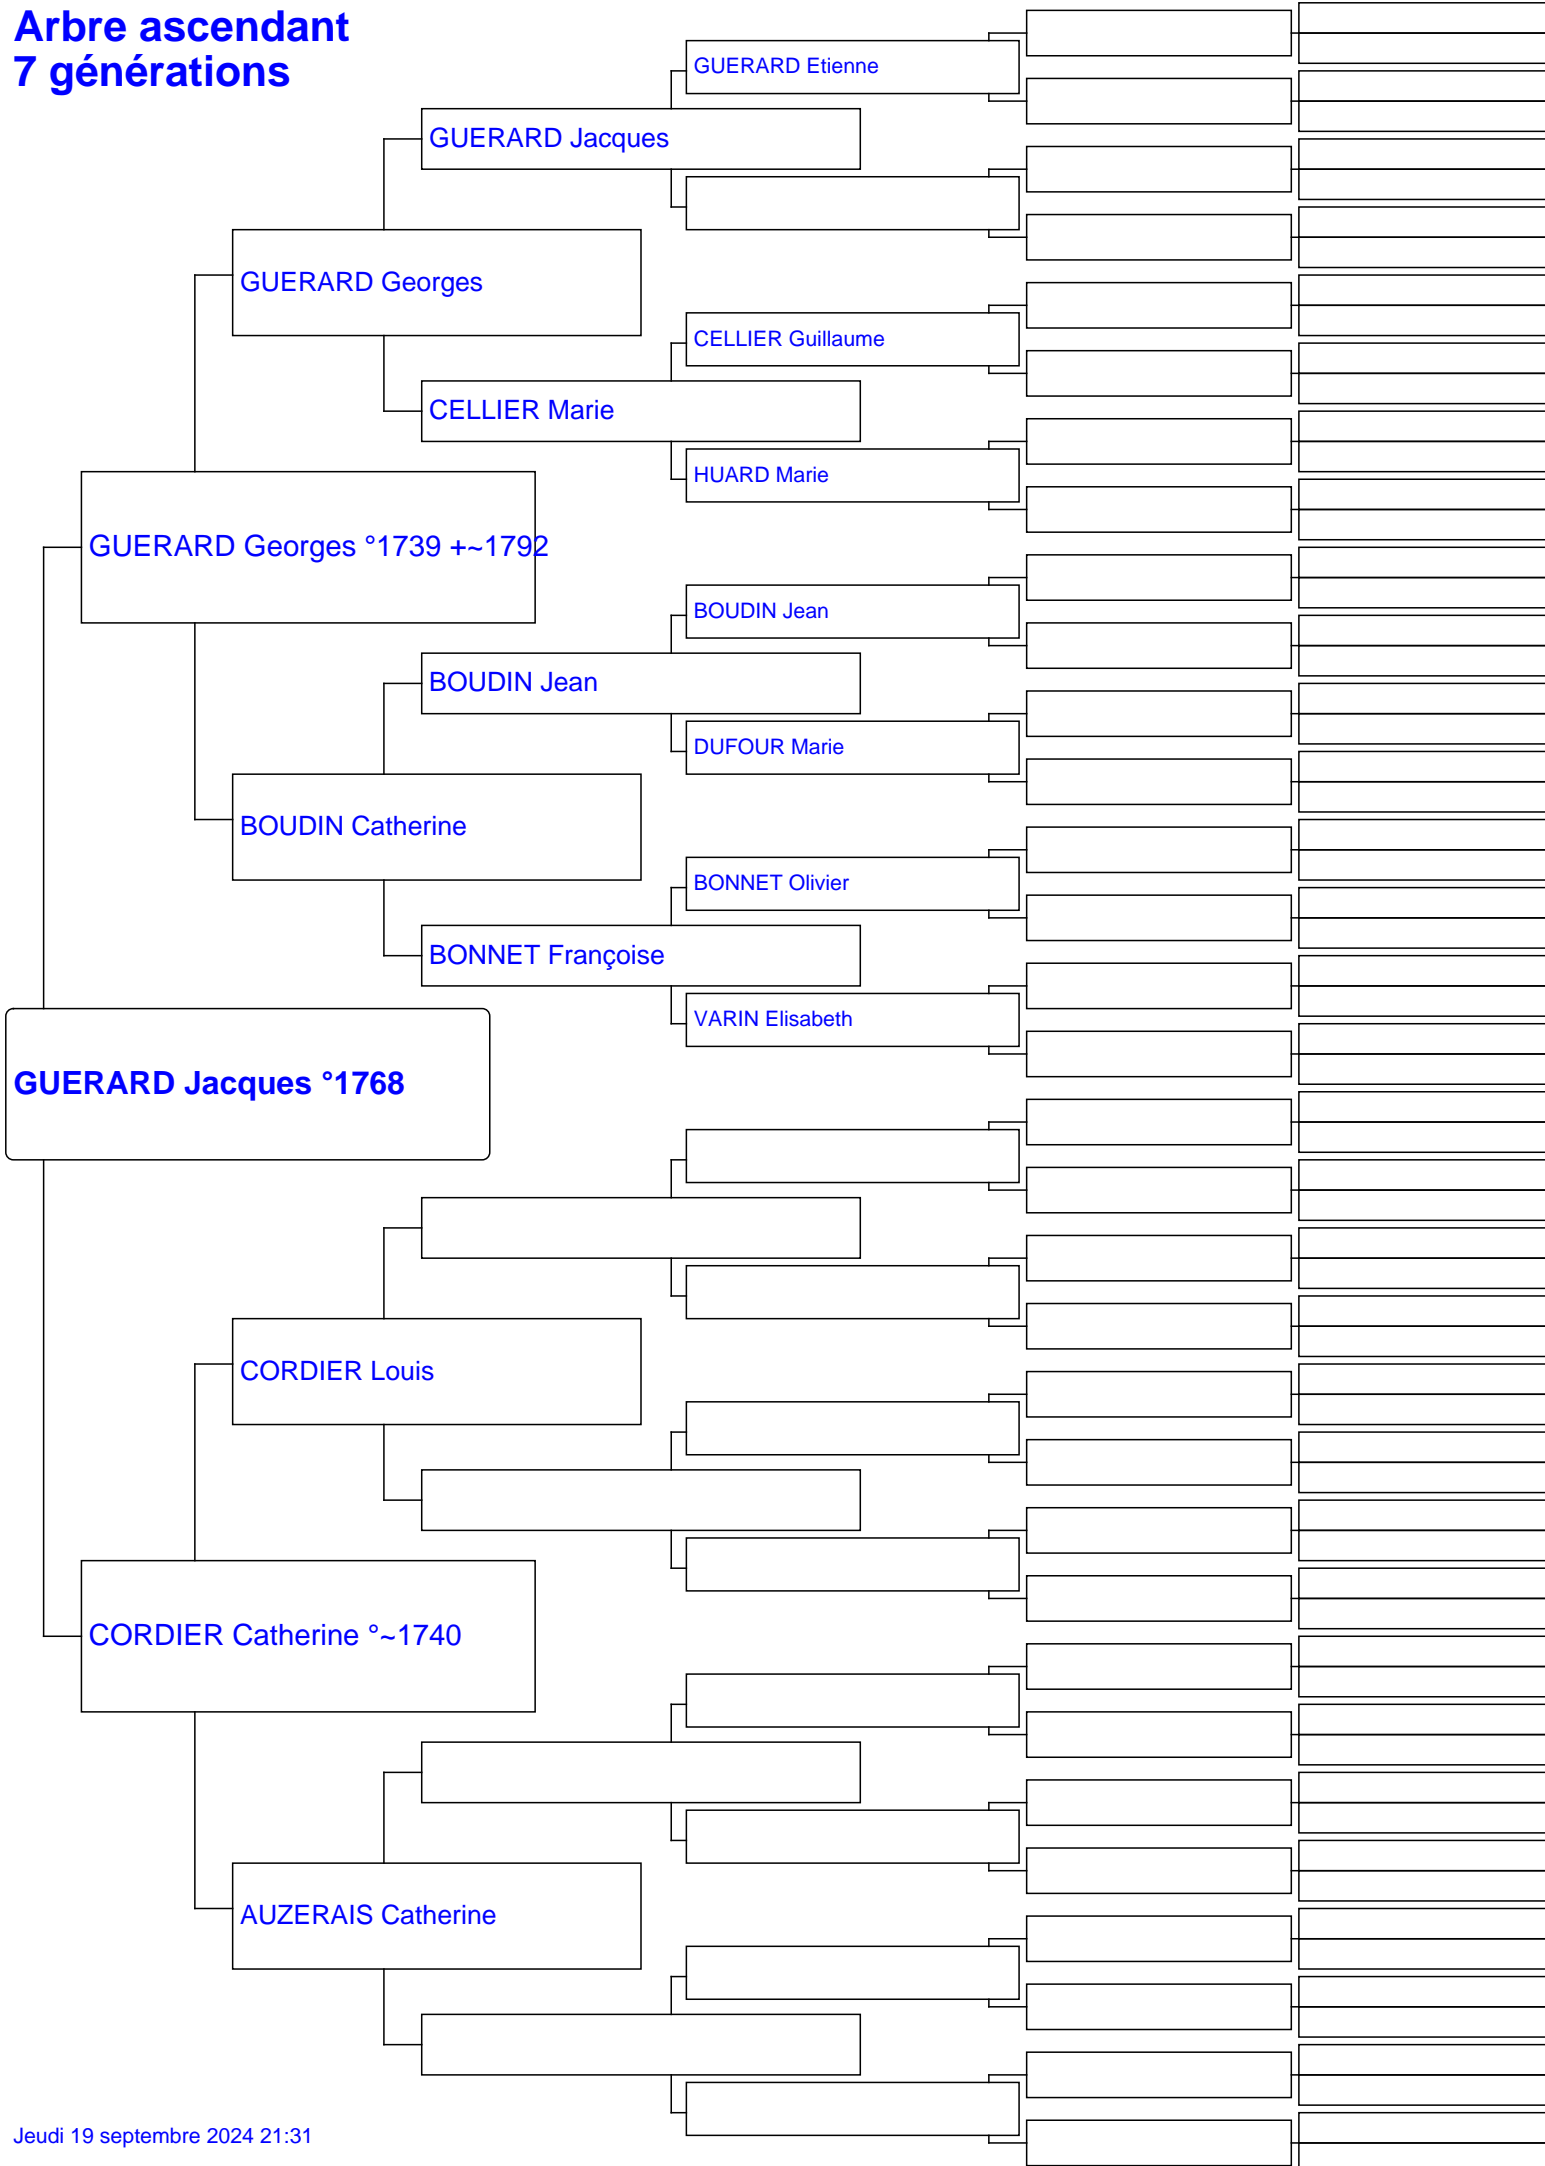 Arbre ascendant
7 générations
GUERARD Etienne
GUERARD Jacques
GUERARD Georges
CELLIER Guillaume
CELLIER Marie
HUARD Marie
GUERARD Georges °1739 +~1792
BOUDIN Jean
BOUDIN Jean
DUFOUR Marie
BOUDIN Catherine
BONNET Olivier
BONNET Françoise
VARIN Elisabeth
GUERARD Jacques °1768
CORDIER Louis
CORDIER Catherine °~1740
AUZERAIS Catherine
Jeudi 19 septembre 2024 21:31